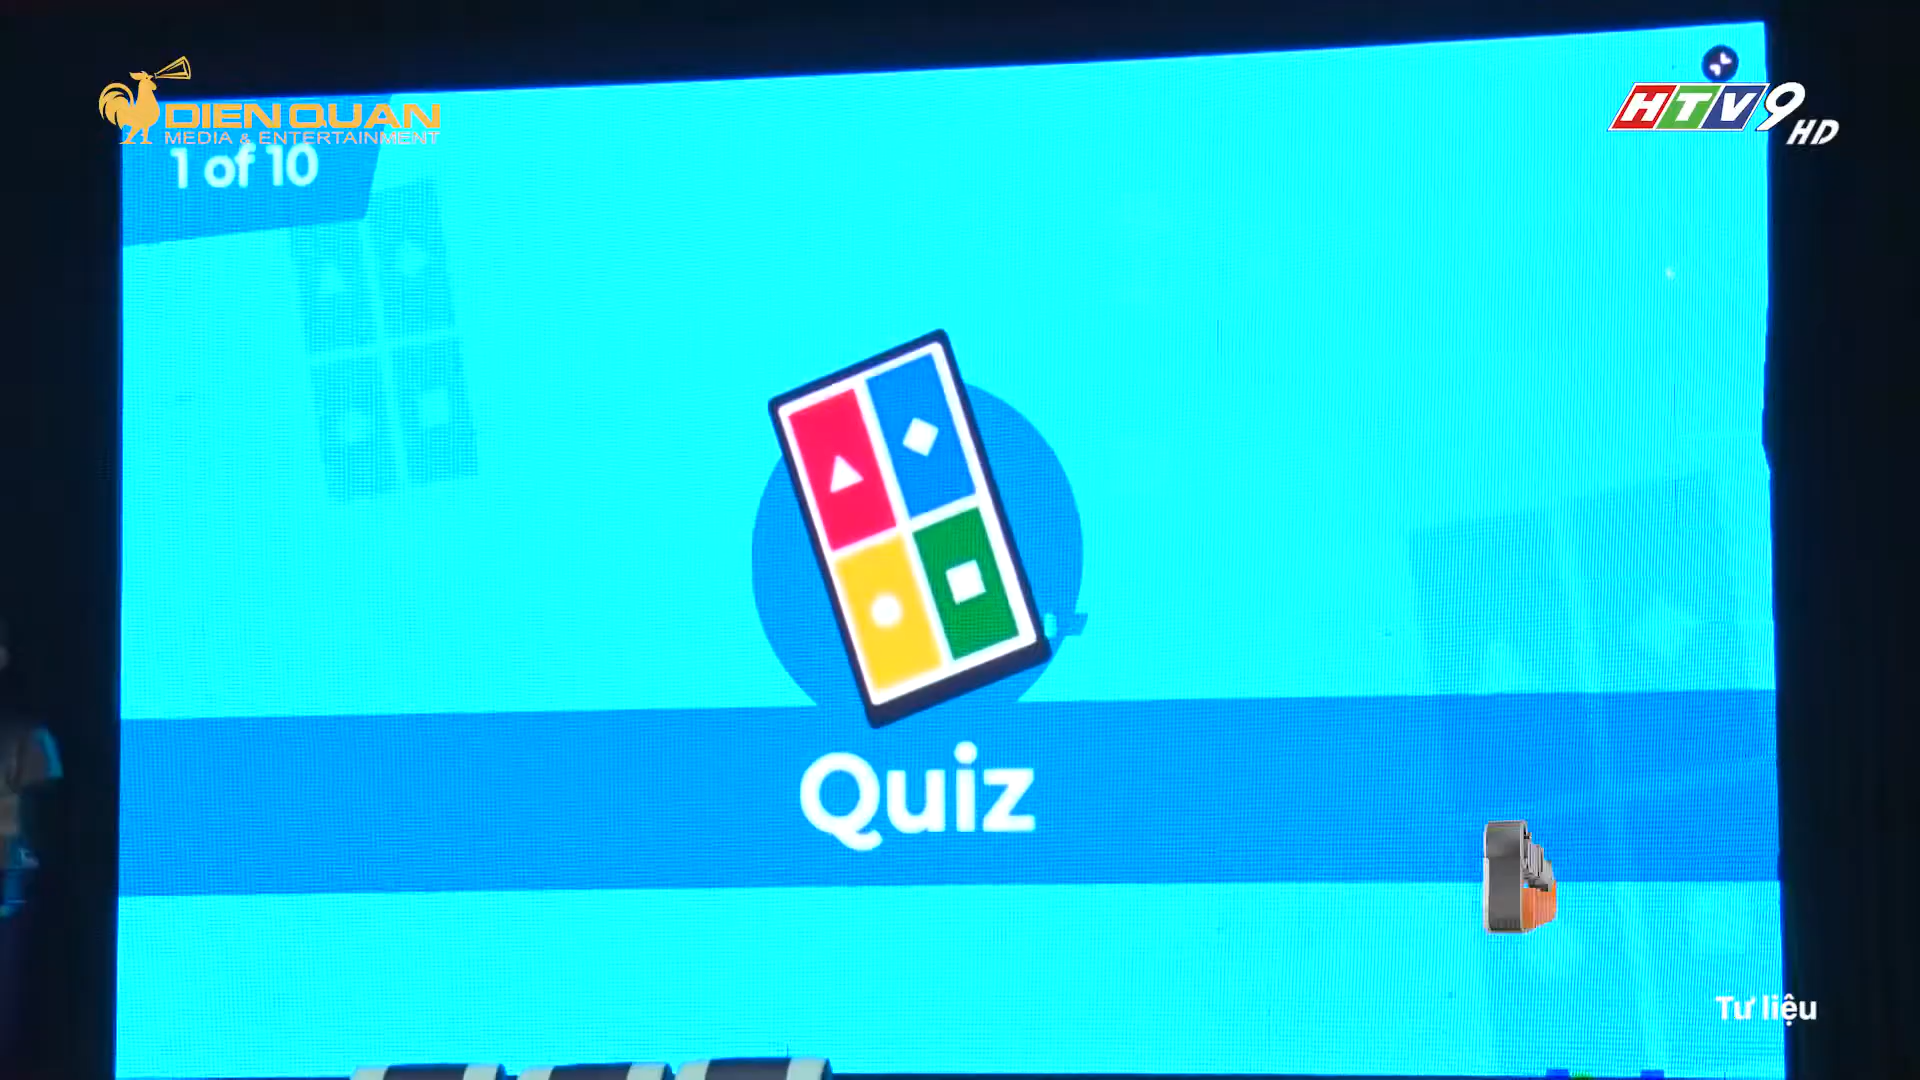 DIEN QUAN
MEDIA & ENTERTAINMENT
HTV9
HD
1 of 10
Quiz
Tư liệu